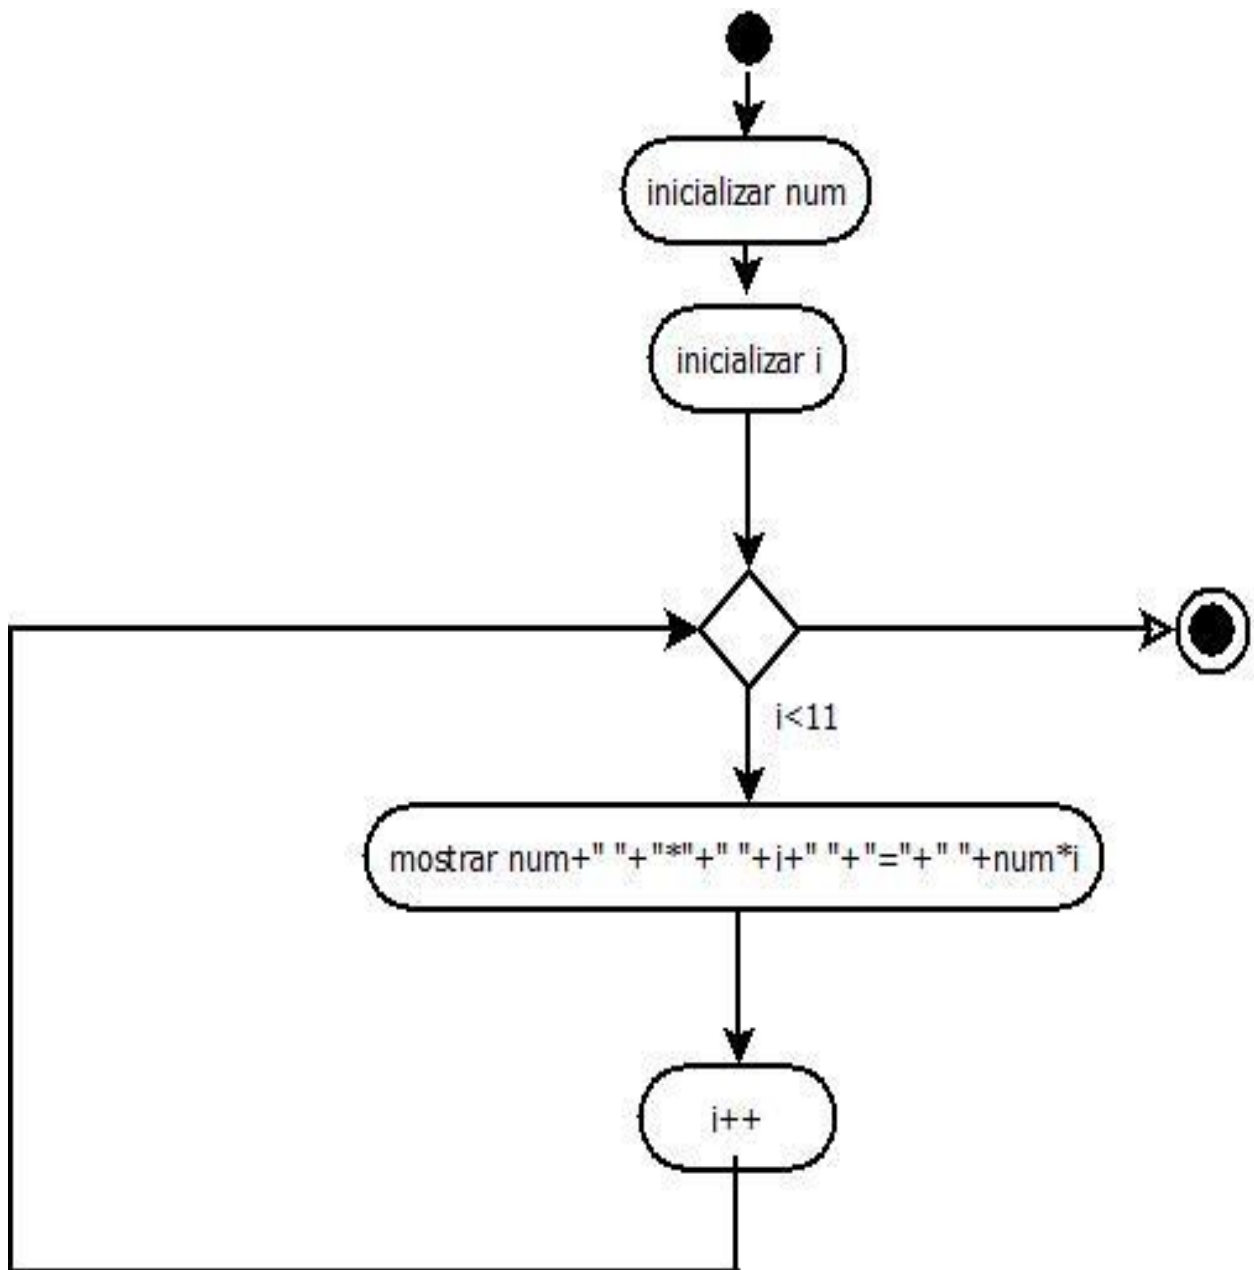 inicializar num
inicializar i
i<11
mostrar num+" "+"*"+" "+i+" "+"="+" "+num*i
i++